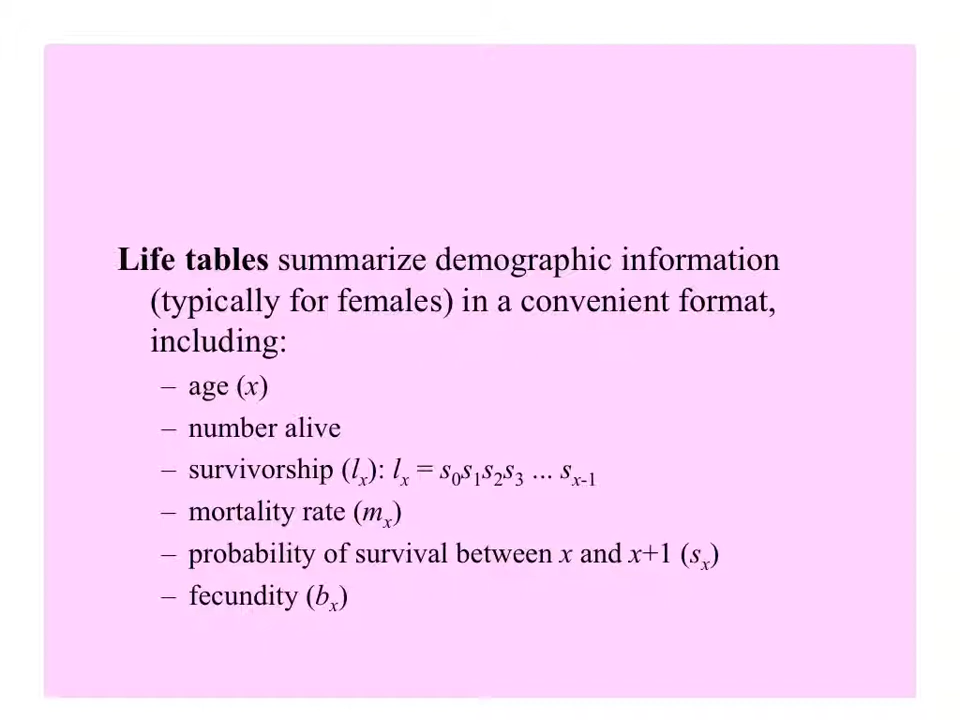 Life tables summarize demographic information
(typically for females) in a convenient format,
including:
– age (x)
– number alive
– survivorship (lₓ): lₓ = s₀s₁s₂s₃ ... sₓ₋₁
– mortality rate (mₓ)
– probability of survival between x and x+1 (sₓ)
– fecundity (bₓ)